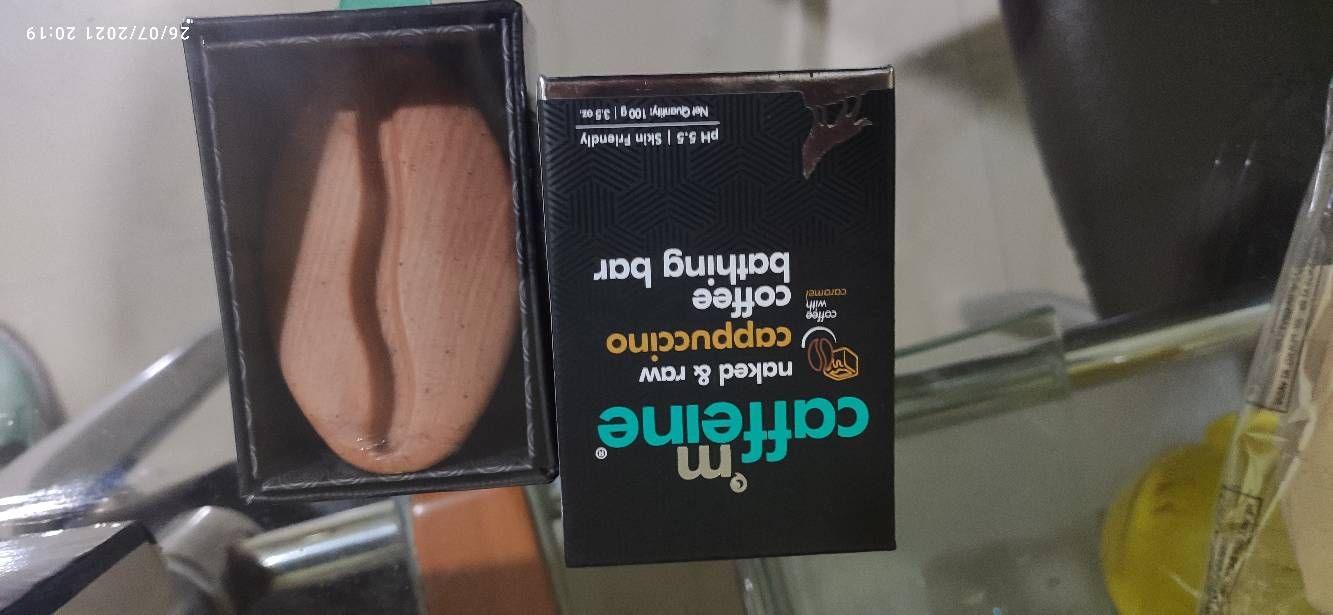 m
caffeine®
naked & raw
cappuccino
coffee
bathing bar
coffee
with
caramel
pH 5.5 | Skin Friendly
Net Quantity: 100 g | 3.5 oz.
26/07/2021 20:19